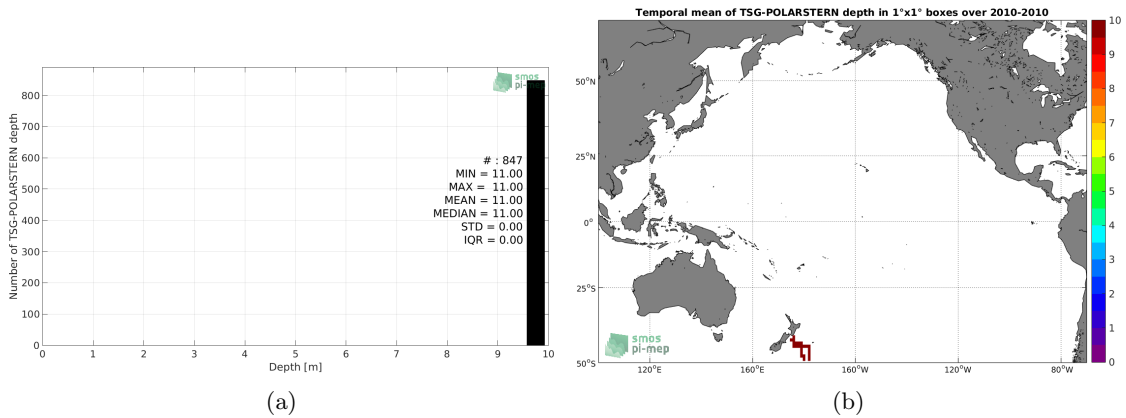 Temporal mean of TSG-POLARSTERN depth in 1°x1° boxes over 2010-2010
smos
pi-mep
Number of TSG-POLARSTERN depth
800
700
600
500
400
300
200
100
0
# : 847
MIN = 11.00
MAX = 11.00
MEAN = 11.00
MEDIAN = 11.00
STD = 0.00
IQR = 0.00
0 1 2 3 4 5 6 7 8 9 10
Depth [m]
(a)
50°N
25°N
0°
25°S
50°S
120°E 160°E 160°W 120°W 80°W
smos
pi-mep
10
9
8
7
6
5
4
3
2
1
0
(b)